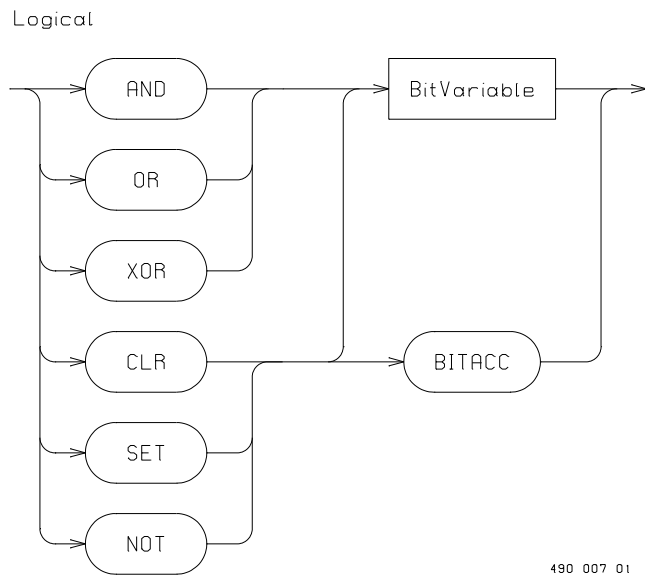 Logical
AND
BitVariable
OR
XOR
CLR
BITACC
SET
NOT
490 007 01